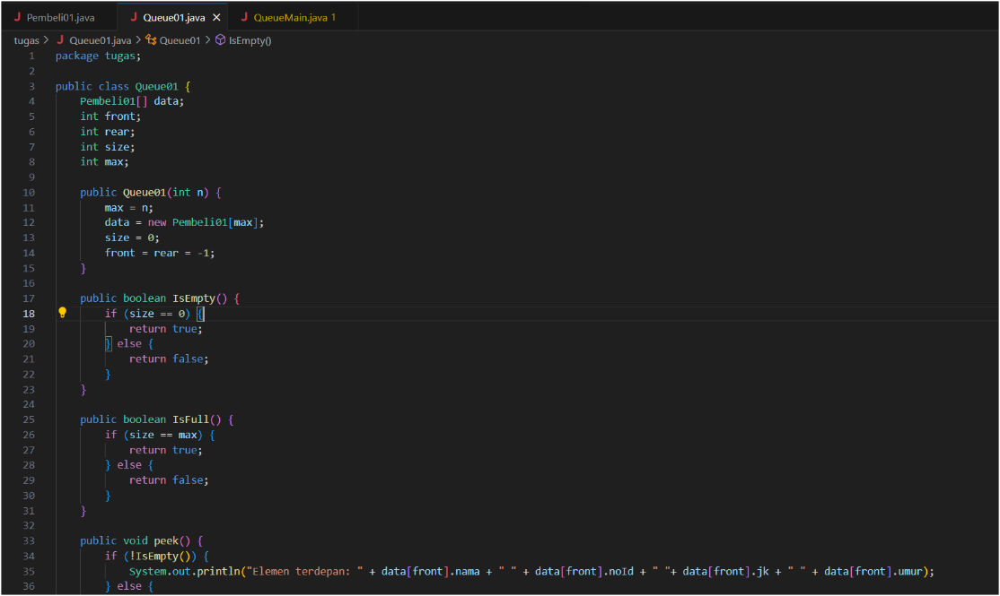 Pembeli01.java
Queue01.java
QueueMain.java 1
tugas > Queue01.java > Queue01 > IsEmpty()
1 package tugas;
2
3 public class Queue01 {
4 Pembeli01[] data;
5 int front;
6 int rear;
7 int size;
8 int max;
9
10 public Queue01(int n) {
11 max = n;
12 data = new Pembeli01[max];
13 size = 0;
14 front = rear = -1;
15 }
16
17 public boolean IsEmpty() {
18 if (size == 0) {
19 return true;
20 } else {
21 return false;
22 }
23 }
24
25 public boolean IsFull() {
26 if (size == max) {
27 return true;
28 } else {
29 return false;
30 }
31 }
32
33 public void peek() {
34 if (!IsEmpty()) {
35 System.out.println("Elemen terdepan: " + data[front].nama + " " + data[front].noId + " "+ data[front].jk + " " + data[front].umur);
36 } else {